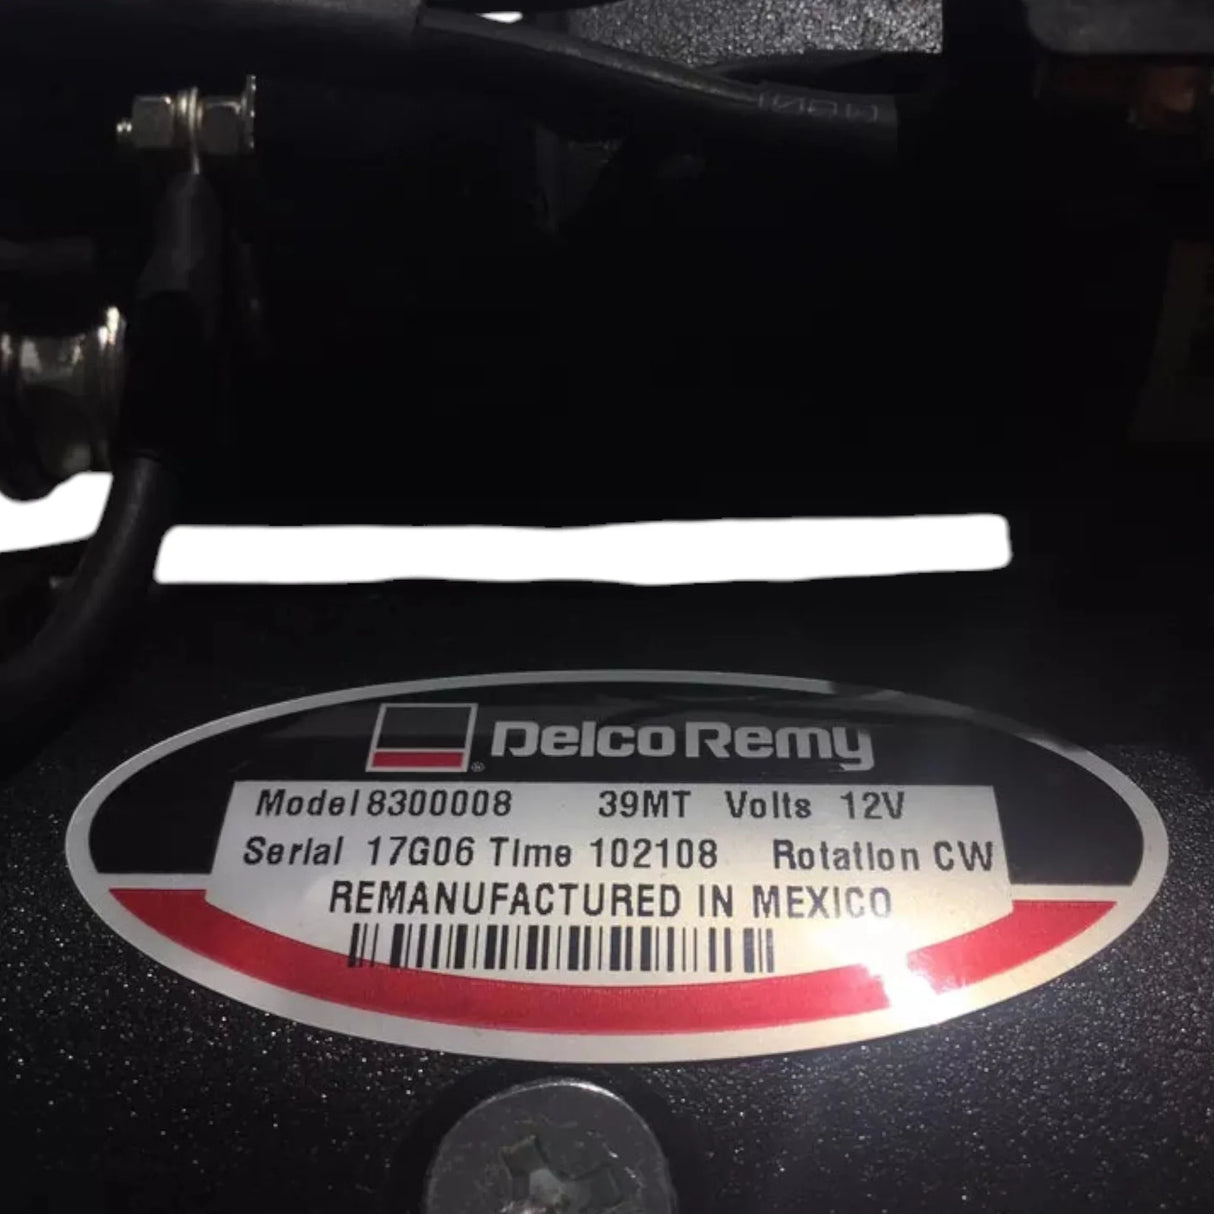 Delco Remy
Model 8300008 39MT Volts 12V
Serial 17G06 Time 102108 Rotation CW
REMANUFACTURED IN MEXICO